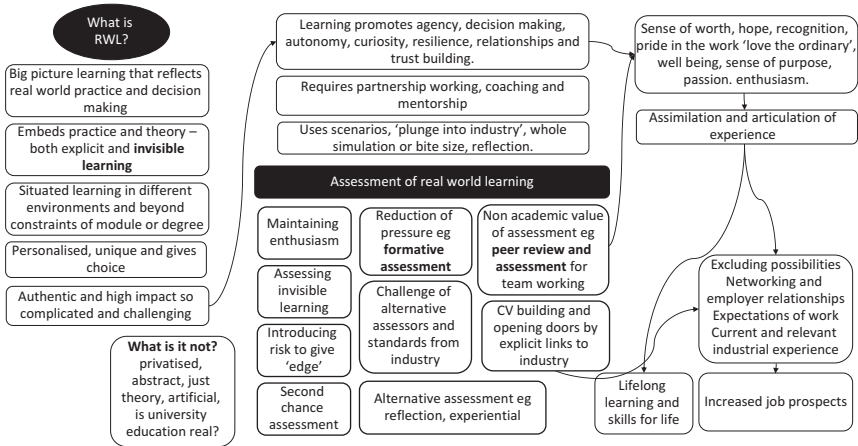 What is
RWL?
Big picture learning that reflects
real world practice and decision
making
Embeds practice and theory –
both explicit and invisible
learning
Situated learning in different
environments and beyond
constraints of module or degree
Personalised, unique and gives
choice
Authentic and high impact so
complicated and challenging
What is it not?
privatised,
abstract, just
theory, artificial,
is university
education real?
Learning promotes agency, decision making,
autonomy, curiosity, resilience, relationships and
trust building.
Requires partnership working, coaching and
mentorship
Uses scenarios, ‘plunge into industry’, whole
simulation or bite size, reflection.
Assessment of real world learning
Maintaining
enthusiasm
Assessing
invisible
learning
Introducing
risk to give
‘edge’
Second
chance
assessment
Reduction of
pressure eg
formative
assessment
Challenge of
alternative
assessors and
standards from
industry
Alternative assessment eg
reflection, experiential
Non academic value
of assessment eg
peer review and
assessment for
team working
CV building and
opening doors by
explicit links to
industry
Sense of worth, hope, recognition,
pride in the work ‘love the ordinary’,
well being, sense of purpose,
passion. enthusiasm.
Assimilation and articulation of
experience
Excluding possibilities
Networking and
employer relationships
Expectations of work
Current and relevant
industrial experience
Lifelong
learning and
skills for life
Increased job prospects